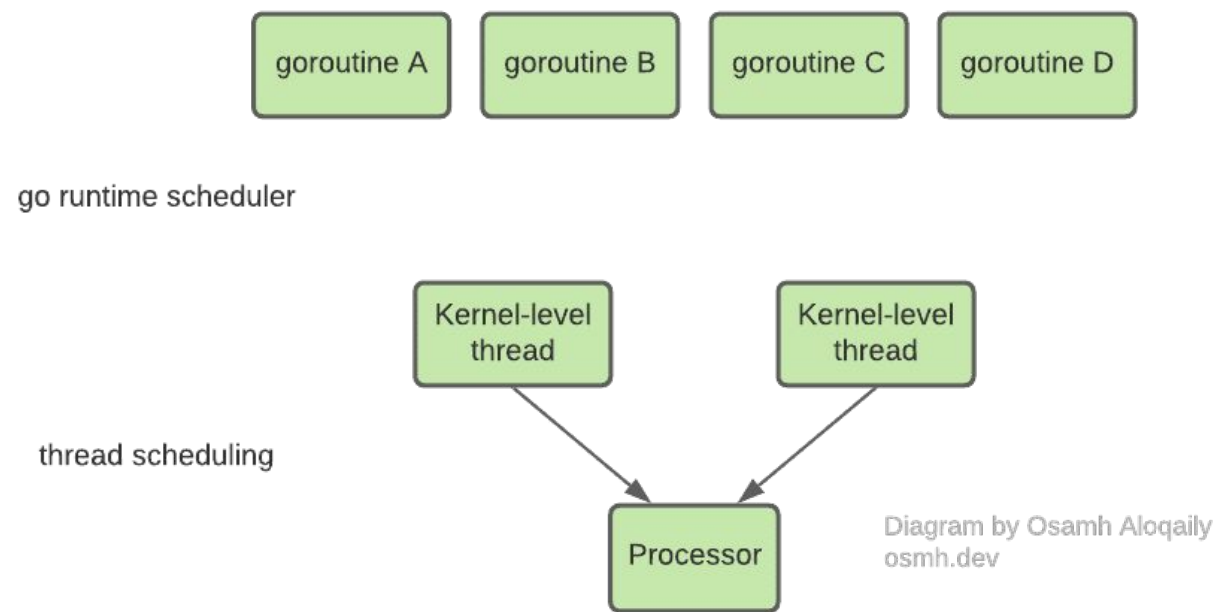 goroutine A
goroutine B
goroutine C
goroutine D
go runtime scheduler
Kernel-level
thread
Kernel-level
thread
thread scheduling
Processor
Diagram by Osamh Aloqaily
osmh.dev